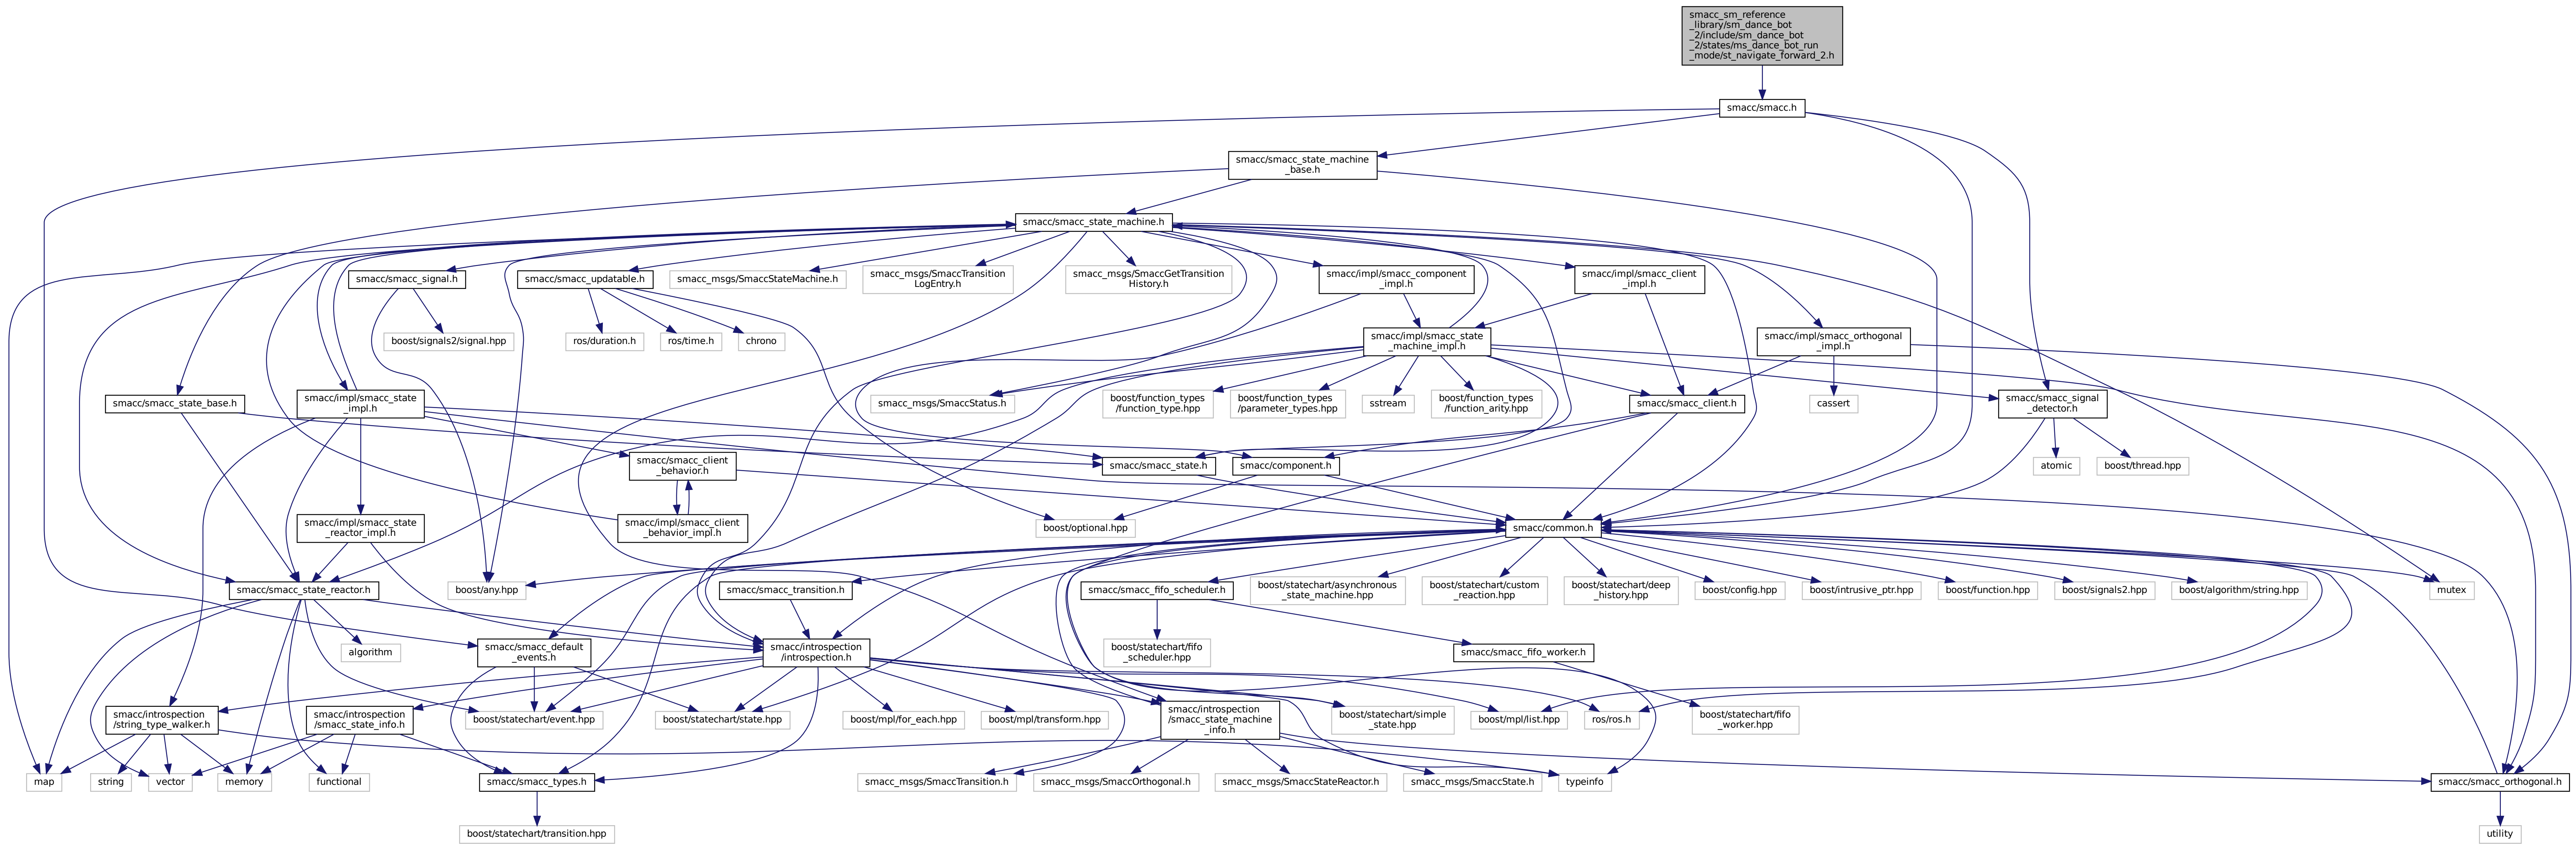 smacc_sm_reference
_library/sm_dance_bot
_2/include/sm_dance_bot
_2/states/ms_dance_bot_run
_mode/st_navigate_forward_2.h
smacc/smacc.h
smacc/smacc_state_machine
_base.h
smacc/smacc_state_machine.h
smacc/smacc_signal.h
smacc/smacc_updatable.h
smacc_msgs/SmaccStateMachine.h
smacc_msgs/SmaccTransition
LogEntry.h
smacc_msgs/SmaccGetTransition
History.h
smacc/impl/smacc_component
_impl.h
smacc/impl/smacc_client
_impl.h
boost/signals2/signal.hpp
ros/duration.h
ros/time.h
chrono
smacc/impl/smacc_state
_machine_impl.h
smacc/impl/smacc_orthogonal
_impl.h
smacc/smacc_state_base.h
smacc/impl/smacc_state
_impl.h
smacc_msgs/SmaccStatus.h
boost/function_types
/function_type.hpp
boost/function_types
/parameter_types.hpp
sstream
boost/function_types
/function_arity.hpp
smacc/smacc_client.h
cassert
smacc/smacc_signal
_detector.h
smacc/smacc_client
_behavior.h
smacc/smacc_state.h
smacc/component.h
atomic
boost/thread.hpp
smacc/impl/smacc_state
_reactor_impl.h
smacc/impl/smacc_client
_behavior_impl.h
boost/optional.hpp
smacc/common.h
smacc/smacc_state_reactor.h
boost/any.hpp
smacc/smacc_transition.h
smacc/smacc_fifo_scheduler.h
boost/statechart/asynchronous
_state_machine.hpp
boost/statechart/custom
_reaction.hpp
boost/statechart/deep
_history.hpp
boost/config.hpp
boost/intrusive_ptr.hpp
boost/function.hpp
boost/signals2.hpp
boost/algorithm/string.hpp
mutex
algorithm
smacc/smacc_default
_events.h
smacc/introspection
/introspection.h
boost/statechart/fifo
_scheduler.hpp
smacc/smacc_fifo_worker.h
smacc/introspection
/string_type_walker.h
smacc/introspection
/smacc_state_info.h
boost/statechart/event.hpp
boost/statechart/state.hpp
boost/mpl/for_each.hpp
boost/mpl/transform.hpp
smacc/introspection
/smacc_state_machine
_info.h
boost/statechart/simple
_state.hpp
boost/mpl/list.hpp
ros/ros.h
boost/statechart/fifo
_worker.hpp
map
string
vector
memory
functional
smacc/smacc_types.h
smacc_msgs/SmaccTransition.h
smacc_msgs/SmaccOrthogonal.h
smacc_msgs/SmaccStateReactor.h
smacc_msgs/SmaccState.h
typeinfo
smacc/smacc_orthogonal.h
boost/statechart/transition.hpp
utility